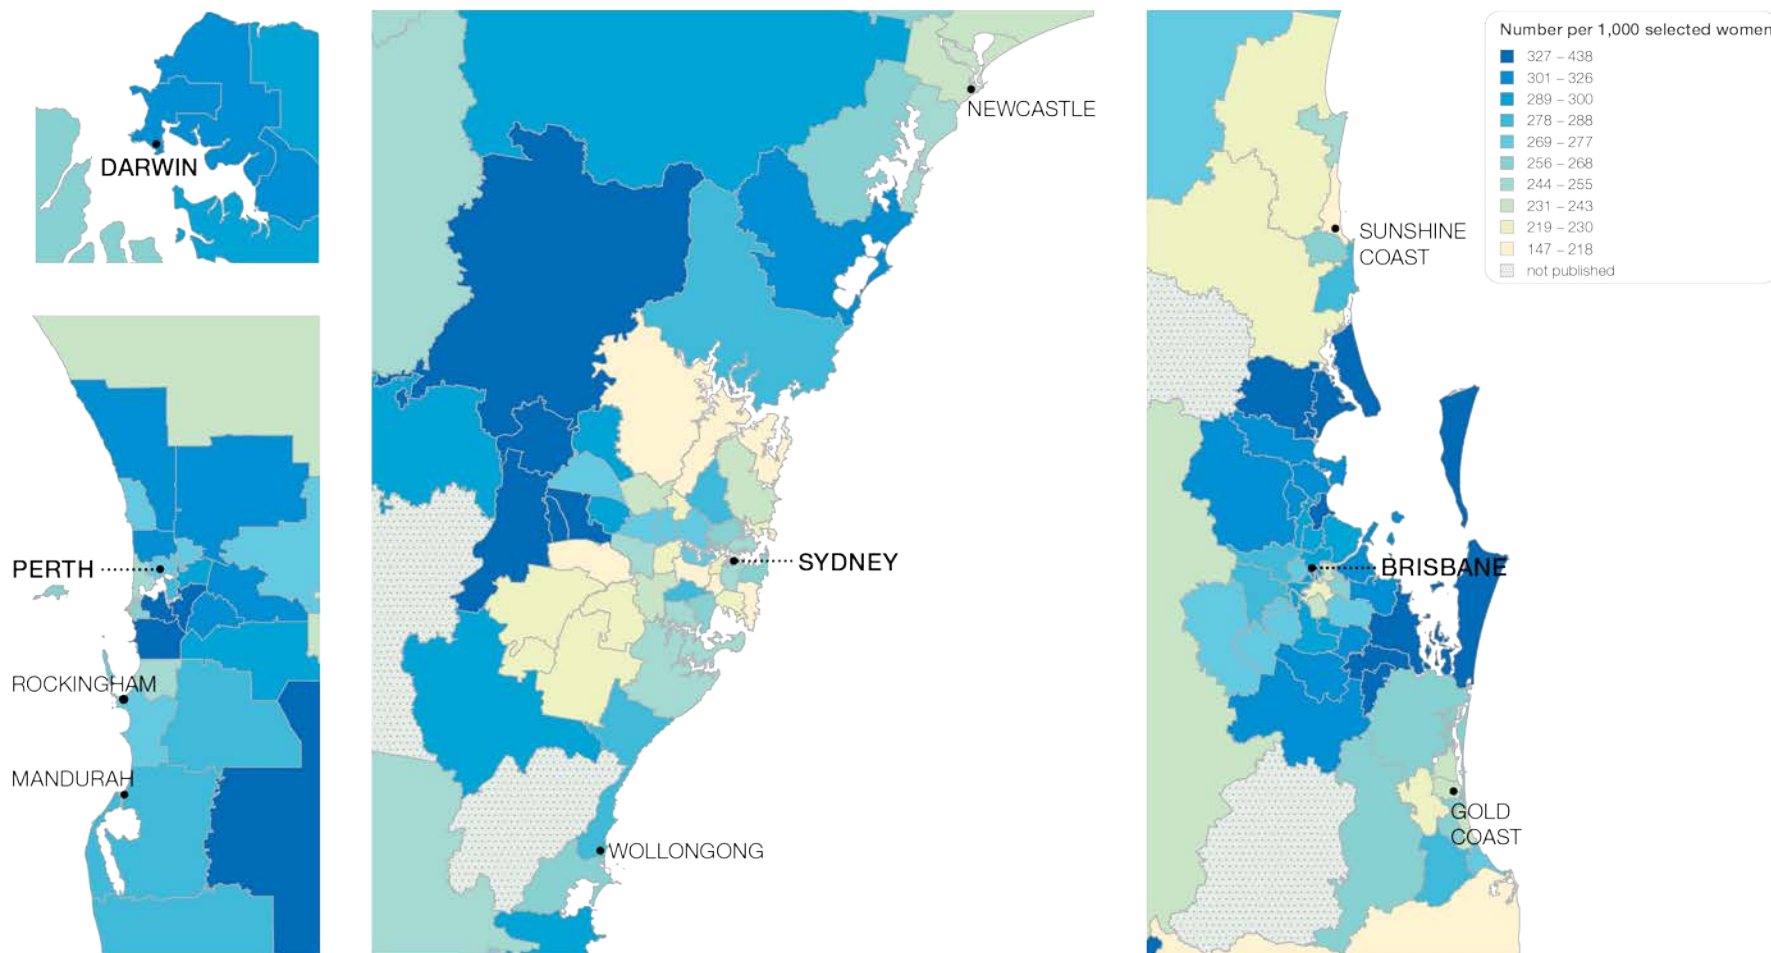 DARWIN
PERTH
ROCKINGHAM
MANDURAH
NEWCASTLE
SYDNEY
WOLLONGONG
SUNSHINE
COAST
BRISBANE
GOLD
COAST
Number per 1,000 selected women
327 – 438
301 – 326
289 – 300
278 – 288
269 – 277
256 – 268
244 – 255
231 – 243
219 – 230
147 – 218
not published